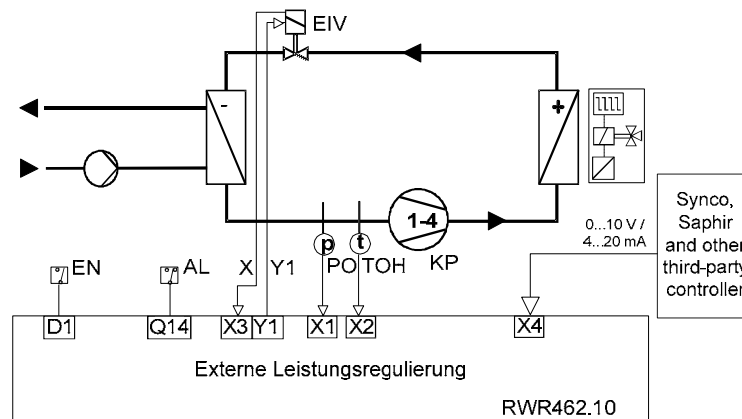 EIV
-
+
1-4
Synco,
Saphir
and other
third-party
controller
0...10 V /
4...20 mA
p
t
EN
AL
X
Y1
PO
TOH
KP
D1
Q14
X3
Y1
X1
X2
X4
Externe Leistungsregulierung
RWR462.10